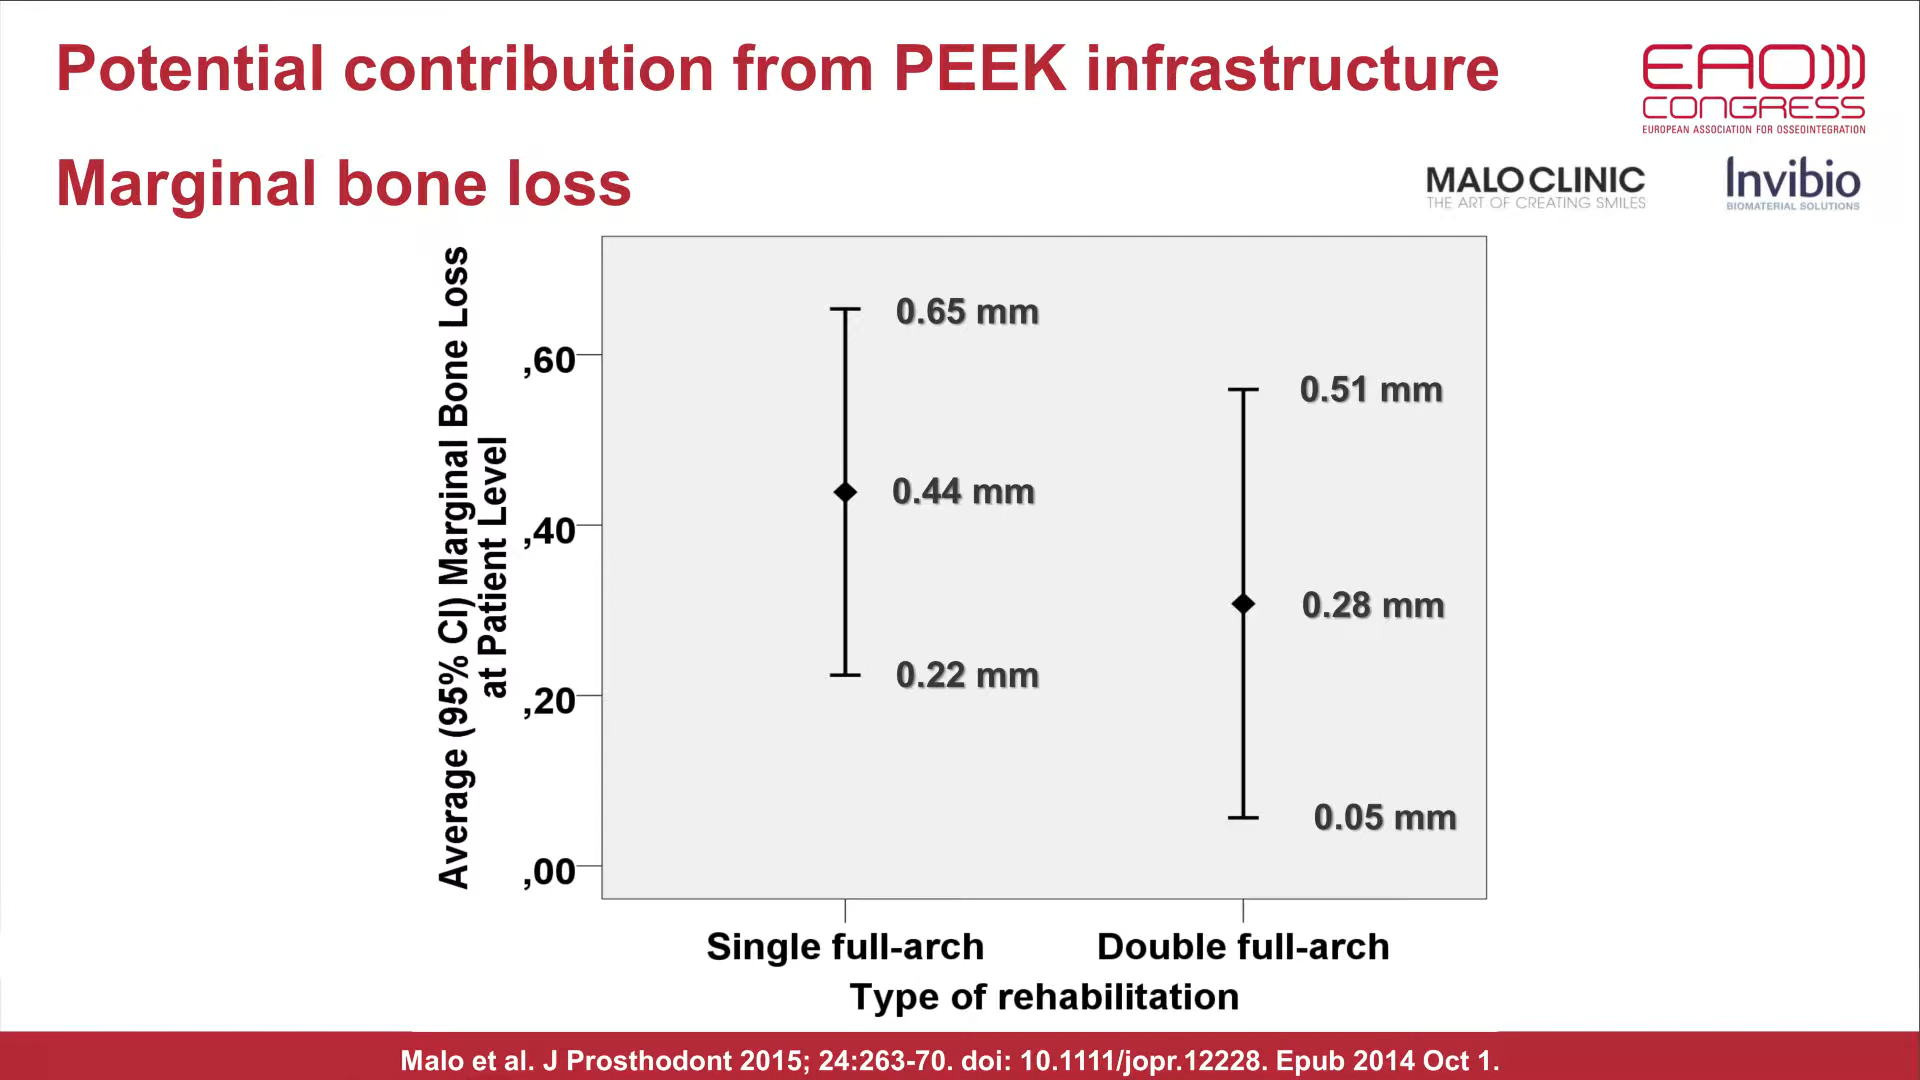 Potential contribution from PEEK infrastructure
EAO)))
CONGRESS
EUROPEAN ASSOCIATION FOR OSSEOINTEGRATION
Marginal bone loss
MALO CLINIC
THE ART OF CREATING SMILES
Invibio
BIOMATERIAL SOLUTIONS
Average (95% CI) Marginal Bone Loss
at Patient Level
,60
,40
,20
,00
0.65 mm
0.44 mm
0.22 mm
0.51 mm
0.28 mm
0.05 mm
Single full-arch
Double full-arch
Type of rehabilitation
Malo et al. J Prosthodont 2015; 24:263-70. doi: 10.1111/jopr.12228. Epub 2014 Oct 1.